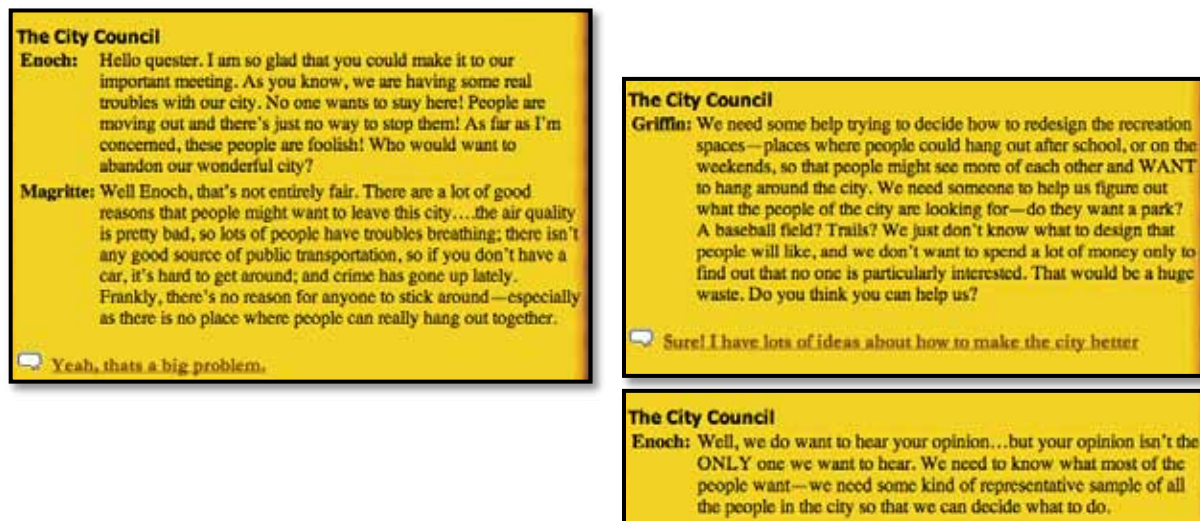 The City Council
Enoch: Hello quester. I am so glad that you could make it to our
important meeting. As you know, we are having some real
troubles with our city. No one wants to stay here! People are
moving out and there's just no way to stop them! As far as I'm
concerned, these people are foolish! Who would want to
abandon our wonderful city?
Magritte: Well Enoch, that's not entirely fair. There are a lot of good
reasons that people might want to leave this city....the air quality
is pretty bad, so lots of people have troubles breathing; there isn't
any good source of public transportation, so if you don't have a
car, it's hard to get around; and crime has gone up lately.
Frankly, there's no reason for anyone to stick around—especially
as there is no place where people can really hang out together.
Yeah, thats a big problem.
The City Council
Griffin: We need some help trying to decide how to redesign the recreation
spaces—places where people could hang out after school, or on the
weekends, so that people might see more of each other and WANT
to hang around the city. We need someone to help us figure out
what the people of the city are looking for—do they want a park?
A baseball field? Trails? We just don't know what to design that
people will like, and we don't want to spend a lot of money only to
find out that no one is particularly interested. That would be a huge
waste. Do you think you can help us?
Sure! I have lots of ideas about how to make the city better
The City Council
Enoch: Well, we do want to hear your opinion...but your opinion isn't the
ONLY one we want to hear. We need to know what most of the
people want—we need some kind of representative sample of all
the people in the city so that we can decide what to do.